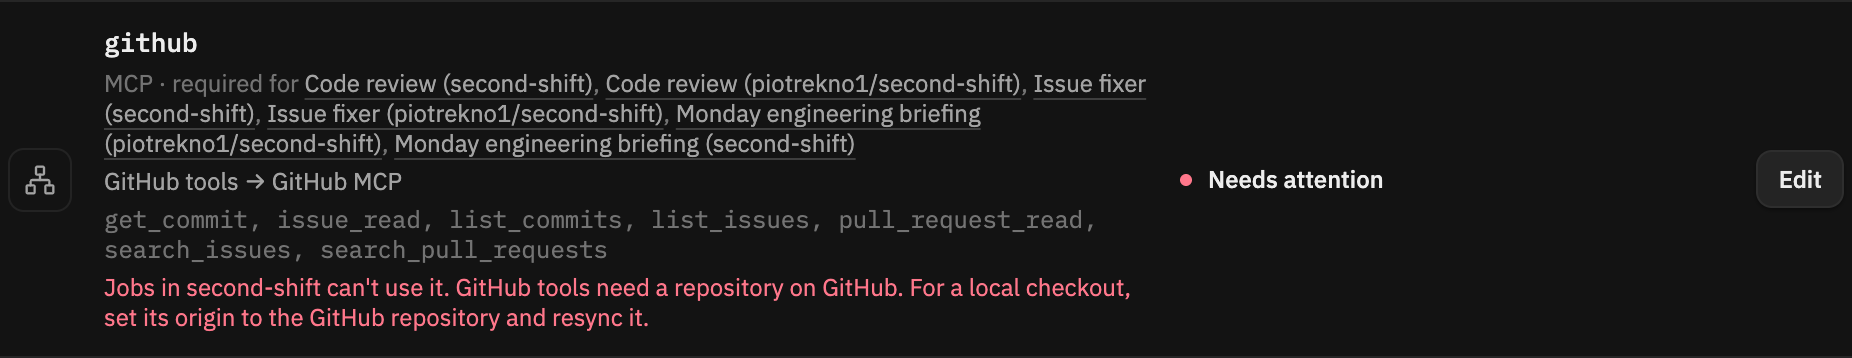 github
MCP · required for Code review (second-shift), Code review (piotrekno1/second-shift), Issue fixer
(second-shift), Issue fixer (piotrekno1/second-shift), Monday engineering briefing
(piotrekno1/second-shift), Monday engineering briefing (second-shift)
GitHub tools → GitHub MCP
get_commit, issue_read, list_commits, list_issues, pull_request_read,
search_issues, search_pull_requests
Jobs in second-shift can't use it. GitHub tools need a repository on GitHub. For a local checkout,
set its origin to the GitHub repository and resync it.
Needs attention
Edit